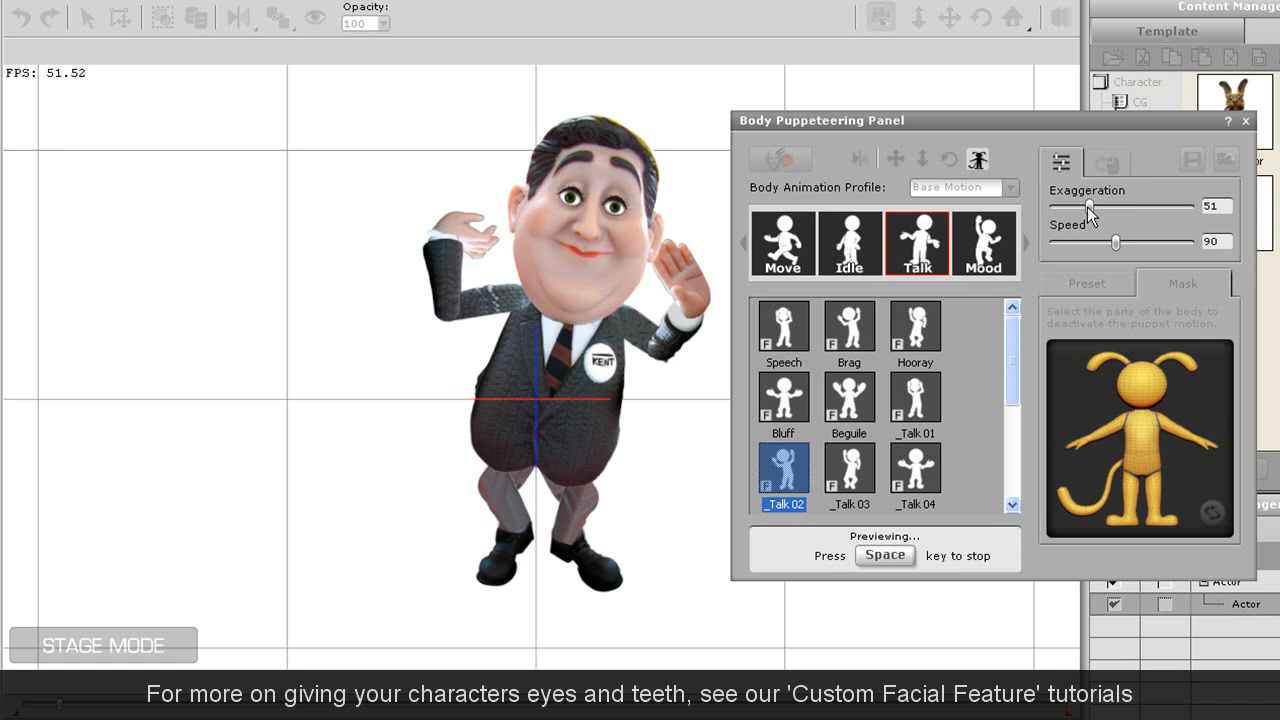 Opacity:
100
Content Manage
Template
FPS: 51.52
Character
CG
Body Puppeteering Panel
? x
Body Animation Profile:
Base Motion
Exaggeration
51
Speed
90
Move
Idle
Talk
Mood
Preset
Mask
Select the parts of the body to
deactivate the puppet motion.
F
F
F
Speech
Brag
Hooray
F
F
F
Bluff
Beguile
_Talk 01
F
F
F
_Talk 02
_Talk 03
_Talk 04
KENT
Previewing...
Press Space key to stop
Actor
Actor
STAGE MODE
For more on giving your characters eyes and teeth, see our 'Custom Facial Feature' tutorials